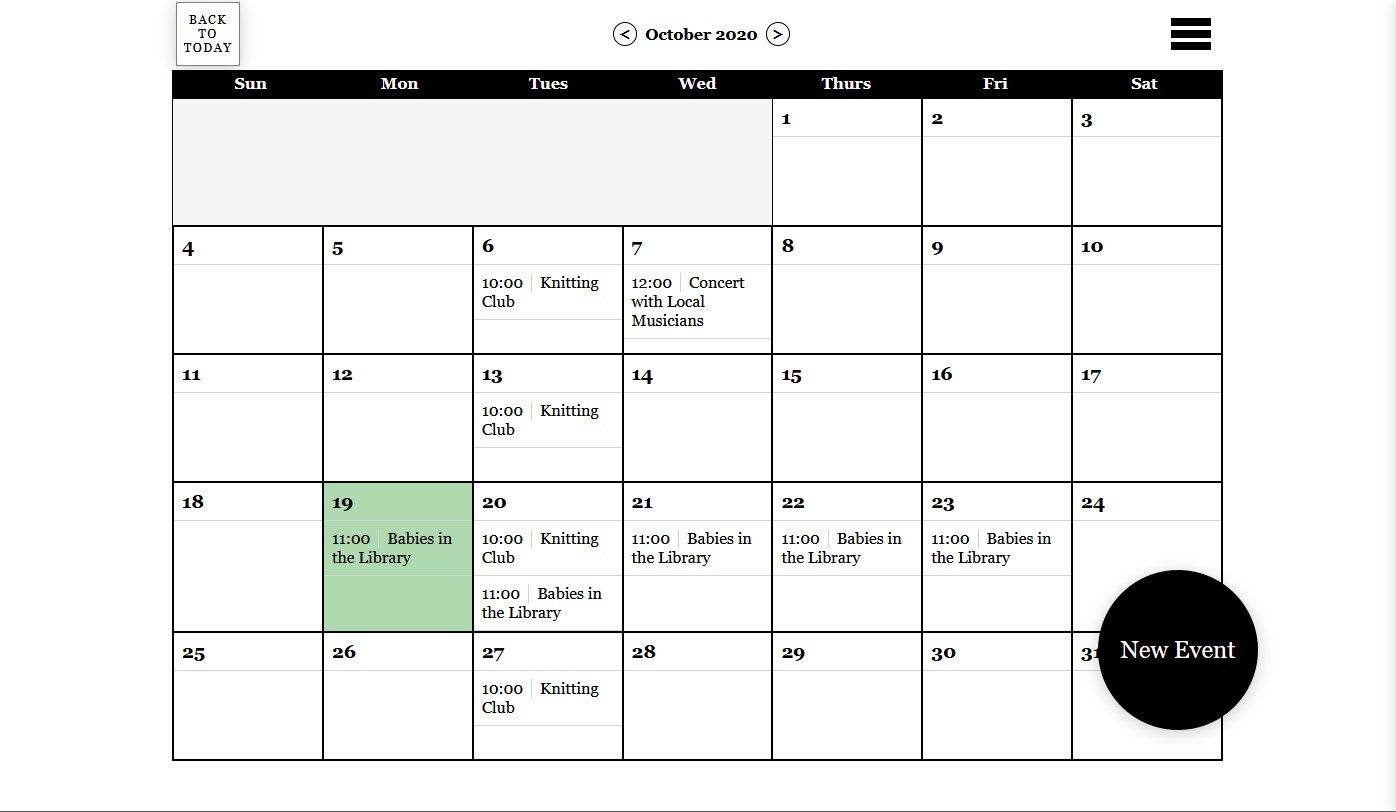 BACK
TO
TODAY
< October 2020 >
Sun Mon Tues Wed Thurs Fri Sat
1 2 3
4 5 6 7 8 9 10
10:00 Knitting
Club
12:00 Concert
with Local
Musicians
11 12 13 14 15 16 17
10:00 Knitting
Club
18 19 20 21 22 23 24
11:00 Babies in
the Library
10:00 Knitting
Club
11:00 Babies in
the Library
11:00 Babies in
the Library
11:00 Babies in
the Library
11:00 Babies in
the Library
25 26 27 28 29 30 31
10:00 Knitting
Club
New Event